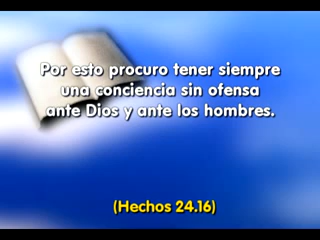 Por esto procuro tener siempre
una conciencia sin ofensa
ante Dios y ante los hombres.
(Hechos 24.16)